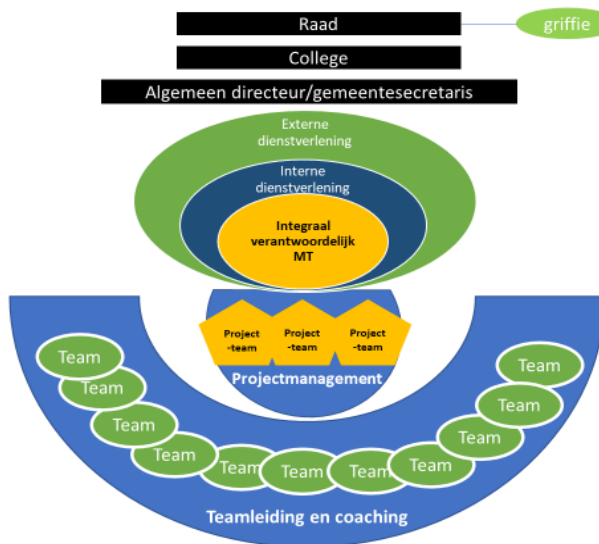 Raad
griffie
College
Algemeen directeur/gemeentesecretaris
Externe
dienstverlening
Interne
dienstverlening
Integraal
verantwoordelijk
MT
Project
-team
Project
-team
Project
-team
Projectmanagement
Team
Team
Team
Team
Team
Team
Team
Team
Team
Team
Team
Teamleiding en coaching